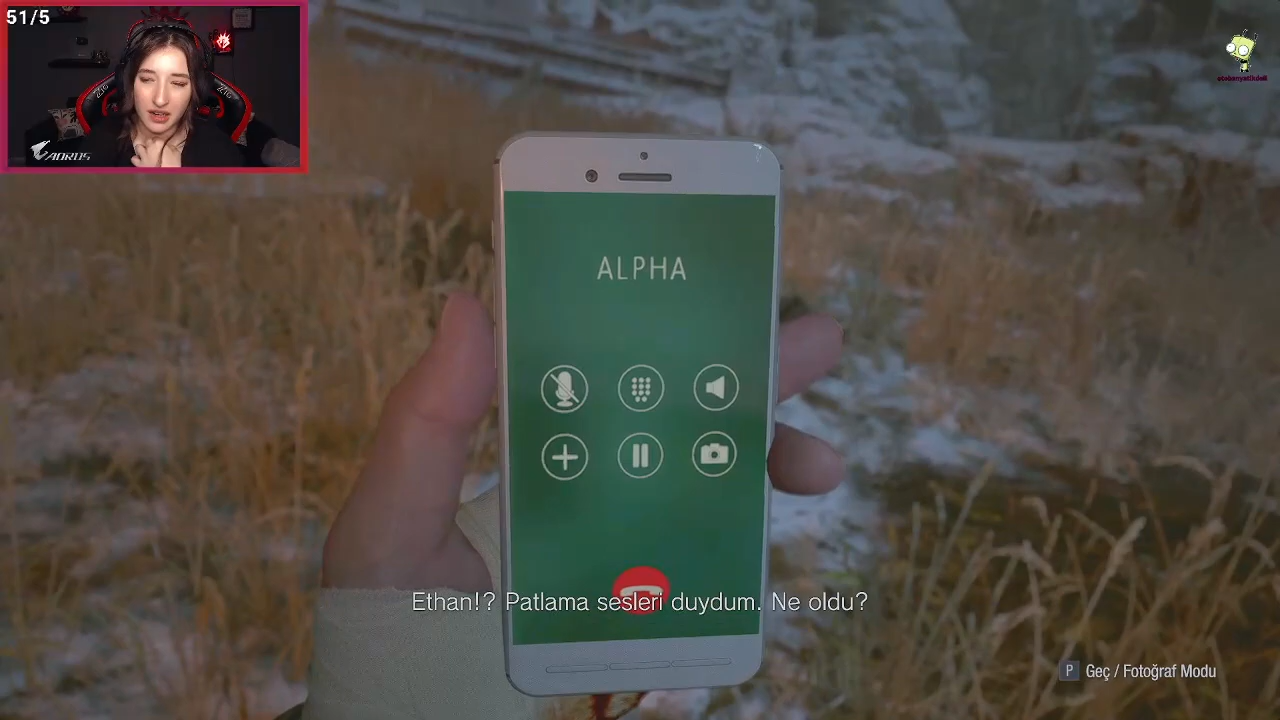 51/5
AORUS
ALPHA
Ethan!? Patlama sesleri duydum. Ne oldu?
P Geç / Fotoğraf Modu